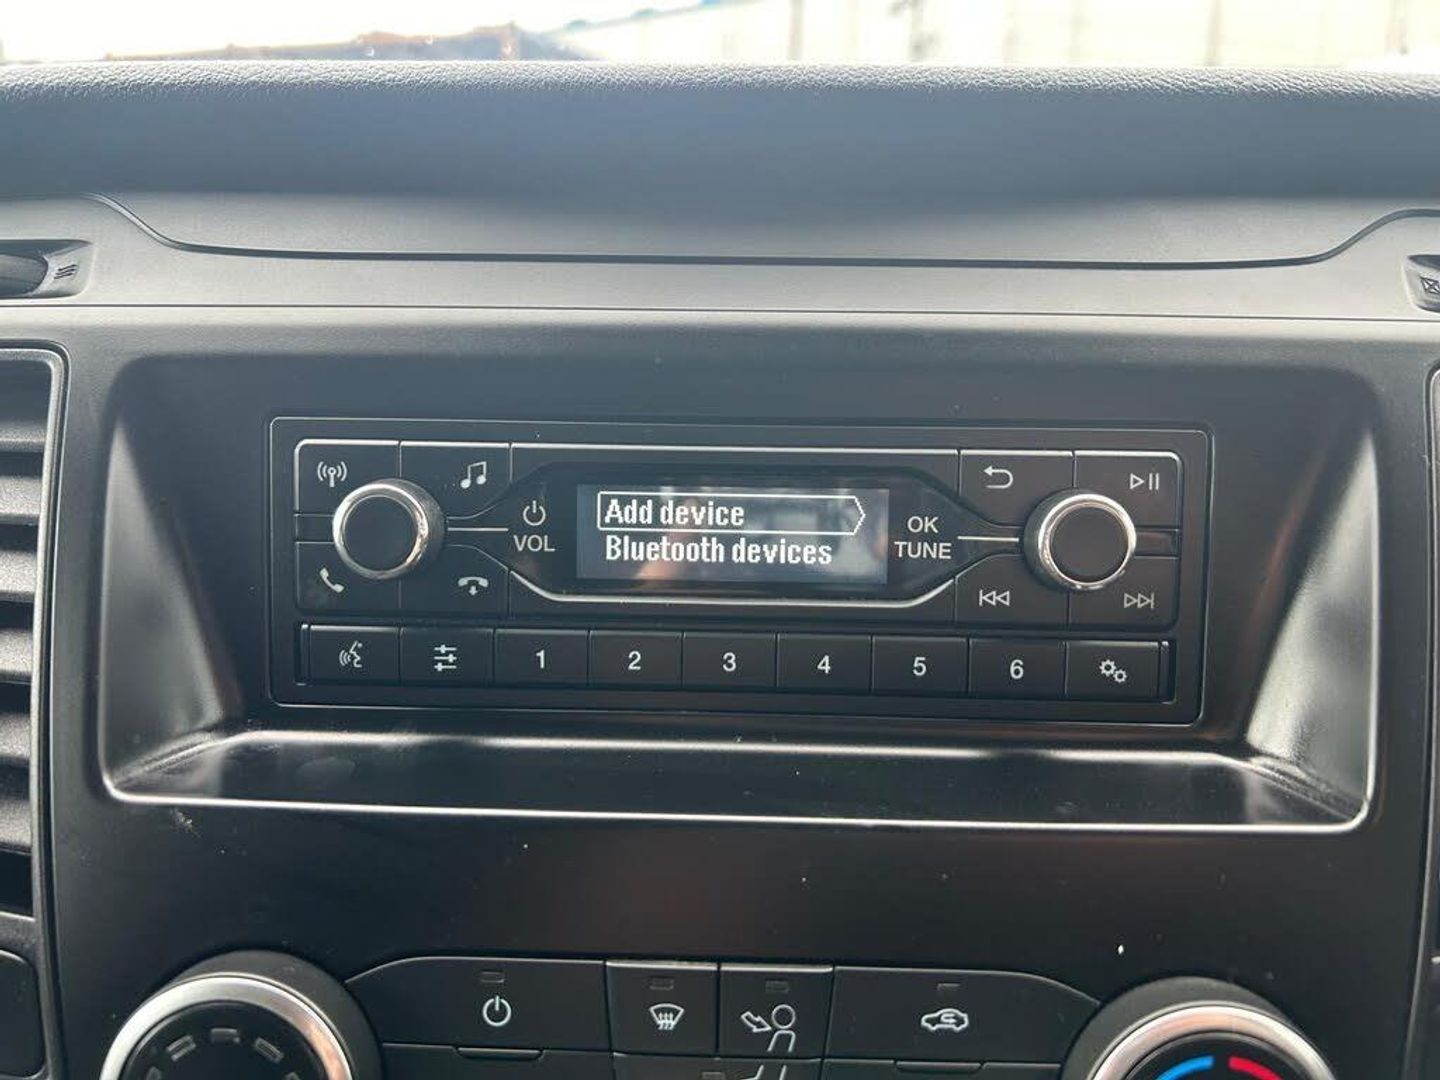 Add device
Bluetooth devices
VOL
OK
TUNE
1 2 3 4 5 6